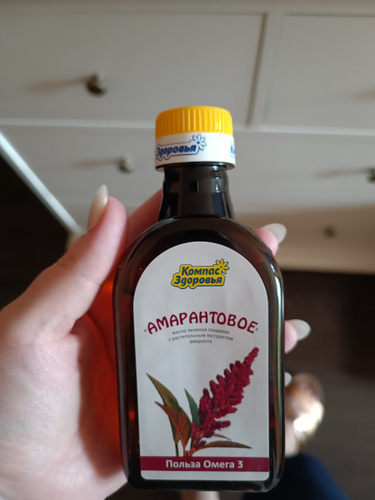 Здоровья
Компас
Здоровья
АМАРАНТОВОЕ
масло льняное пищевое
с растительным экстрактом
амаранта
Польза Омега 3